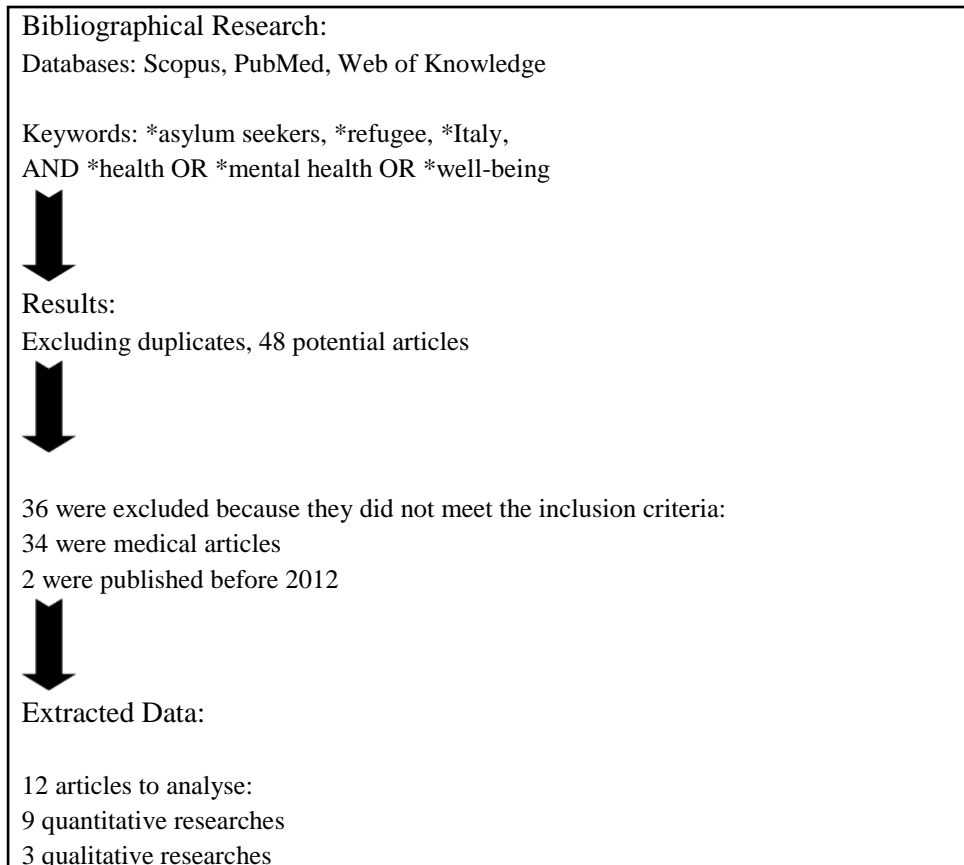 Bibliographical Research:
Databases: Scopus, PubMed, Web of Knowledge
Keywords: *asylum seekers, *refugee, *Italy,
AND *health OR *mental health OR *well-being
Results:
Excluding duplicates, 48 potential articles
36 were excluded because they did not meet the inclusion criteria:
34 were medical articles
2 were published before 2012
Extracted Data:
12 articles to analyse:
9 quantitative researches
3 qualitative researches